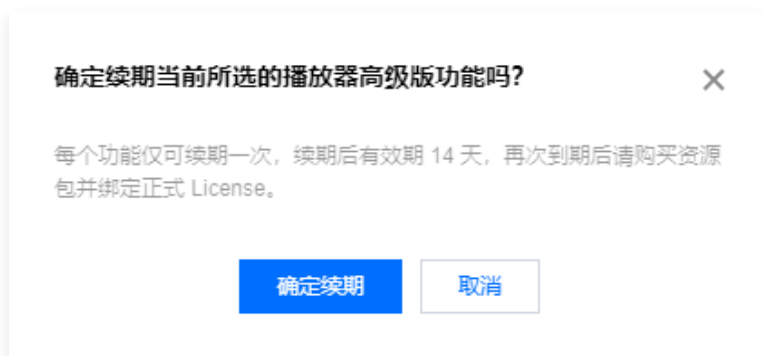 确定续期当前所选的播放器高级版功能吗？
每个功能仅可续期一次，续期后有效期 14 天，再次到期后请购买资源
包并绑定正式 License。
确定续期
取消